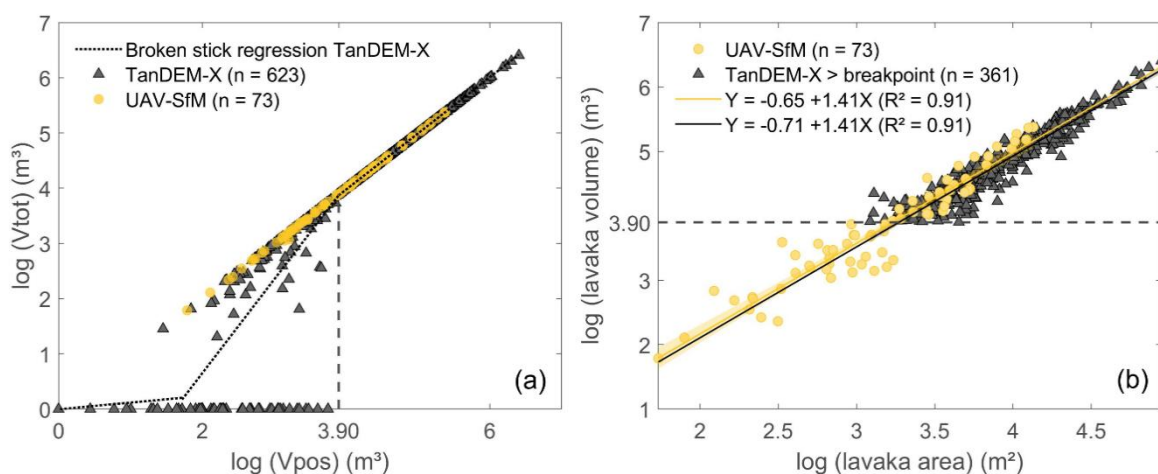 7
6
5
4
3
2
1
0
log (Vtot) (m³)
Broken stick regression TanDEM-X
TanDEM-X (n = 623)
UAV-SfM (n = 73)
(a)
0
2
3.90
6
log (Vpos) (m³)
7
6
5
3.90
3
2
1
log (lavaka volume) (m³)
UAV-SfM (n = 73)
TanDEM-X > breakpoint (n = 361)
Y = -0.65 +1.41X (R² = 0.91)
Y = -0.71 +1.41X (R² = 0.91)
(b)
2
2.5
3
3.5
4
4.5
log (lavaka area) (m²)